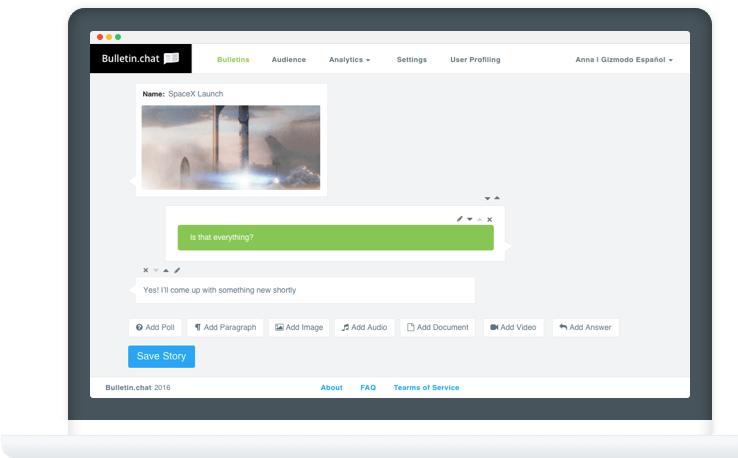 Bulletin.chat
Bulletins Audience Analytics Settings User Profiling Anna | Gizmodo Español
Name: SpaceX Launch
Is that everything?
Yes! I'll come up with something new shortly
Add Poll Add Paragraph Add Image Add Audio Add Document Add Video Add Answer
Save Story
Bulletin.chat 2016 About FAQ Tearms of Service